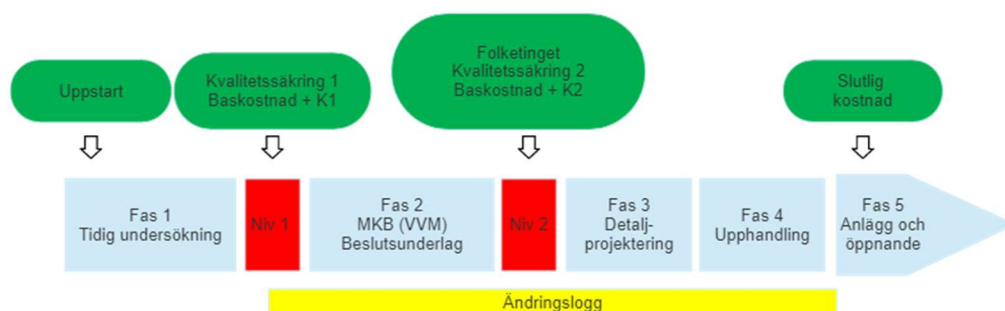 Uppstart
Kvalitetssäkring 1
Baskostnad + K1
Folketinget
Kvalitetssäkring 2
Baskostnad + K2
Slutlig
kostnad
Fas 1
Tidig undersökning
Niv 1
Fas 2
MKB (VVM)
Beslutsunderlag
Niv 2
Fas 3
Detalj-
projektering
Fas 4
Upphandling
Fas 5
Anlägg och
öppnande
Ändringslogg